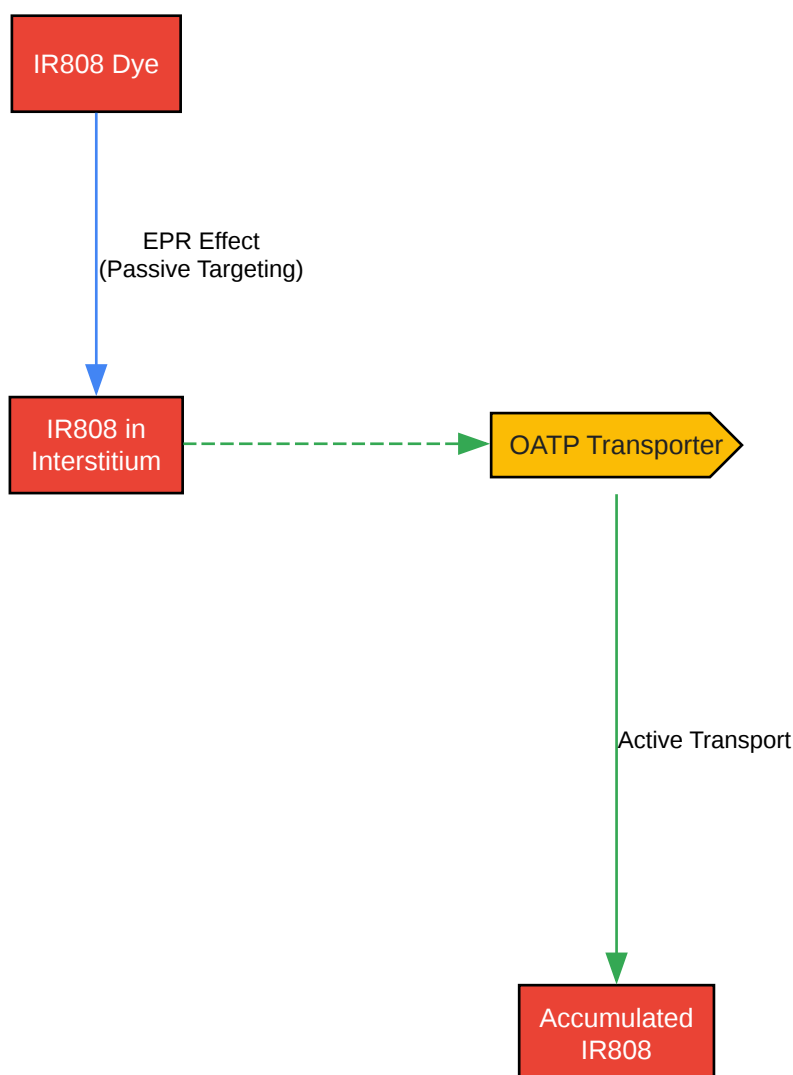 IR808 Dye
EPR Effect
(Passive Targeting)
IR808 in
Interstitium
OATP Transporter
Active Transport
Accumulated
IR808